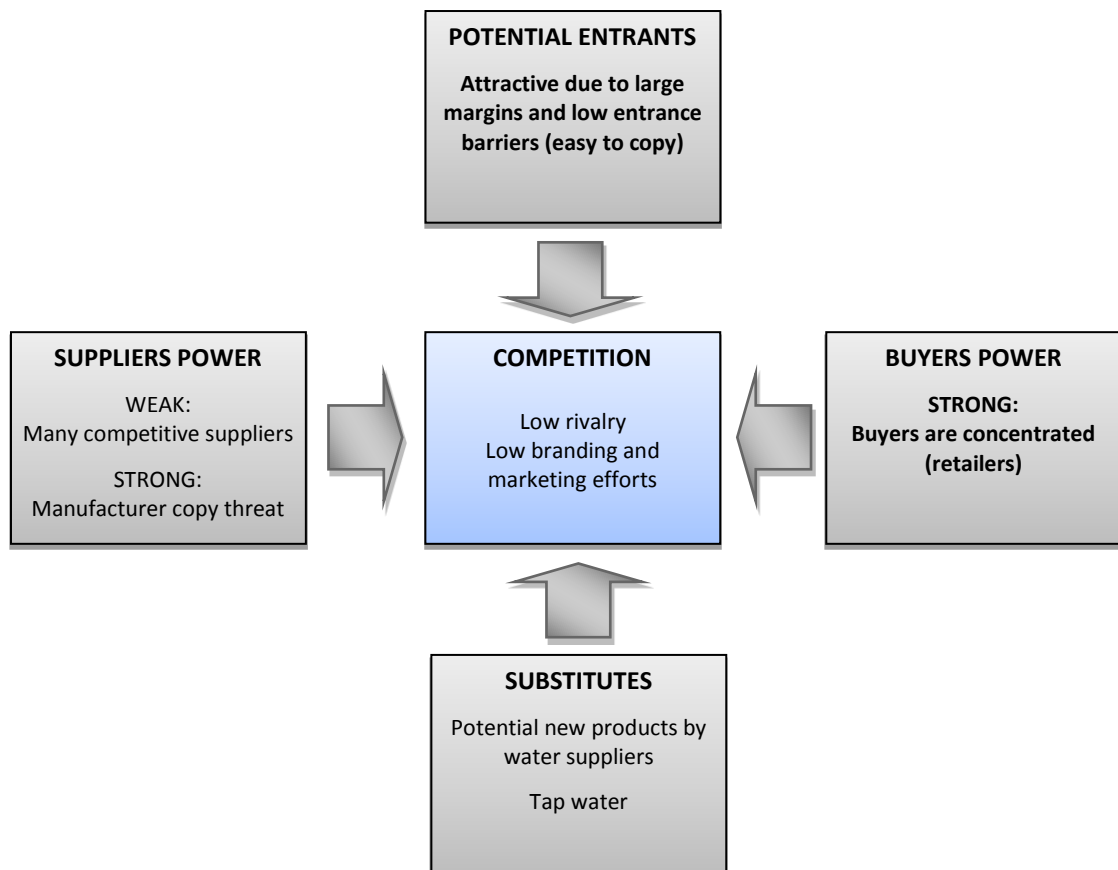 POTENTIAL ENTRANTS
Attractive due to large
margins and low entrance
barriers (easy to copy)
SUPPLIERS POWER
WEAK:
Many competitive suppliers
STRONG:
Manufacturer copy threat
COMPETITION
Low rivalry
Low branding and
marketing efforts
BUYERS POWER
STRONG:
Buyers are concentrated
(retailers)
SUBSTITUTES
Potential new products by
water suppliers
Tap water